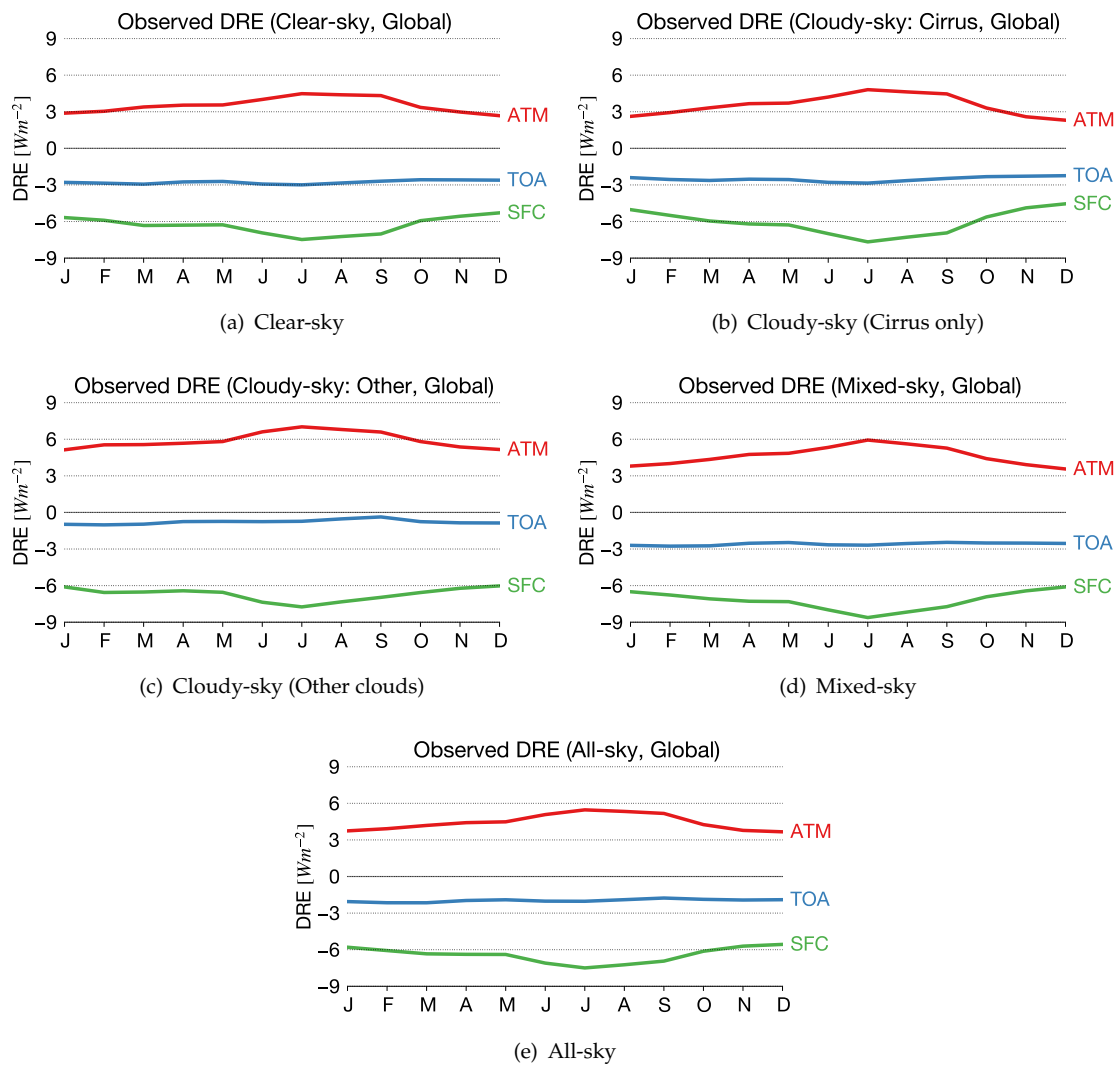 Observed DRE (Clear-sky, Global)
9
6
3
0
−3
−6
−9
DRE [Wm⁻²]
ATM
TOA
SFC
J F M A M J J A S O N D
(a) Clear-sky
Observed DRE (Cloudy-sky: Cirrus, Global)
9
6
3
0
−3
−6
−9
DRE [Wm⁻²]
ATM
TOA
SFC
J F M A M J J A S O N D
(b) Cloudy-sky (Cirrus only)
Observed DRE (Cloudy-sky: Other, Global)
9
6
3
0
−3
−6
−9
DRE [Wm⁻²]
ATM
TOA
SFC
J F M A M J J A S O N D
(c) Cloudy-sky (Other clouds)
Observed DRE (Mixed-sky, Global)
9
6
3
0
−3
−6
−9
DRE [Wm⁻²]
ATM
TOA
SFC
J F M A M J J A S O N D
(d) Mixed-sky
Observed DRE (All-sky, Global)
9
6
3
0
−3
−6
−9
DRE [Wm⁻²]
ATM
TOA
SFC
J F M A M J J A S O N D
(e) All-sky